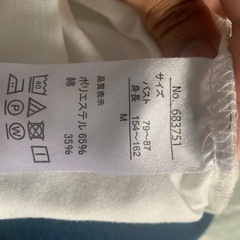 No. 683751
サイズ
バスト 79~87
身長 154~162
M
品質表示
ポリエステル 65%
綿 35%
40